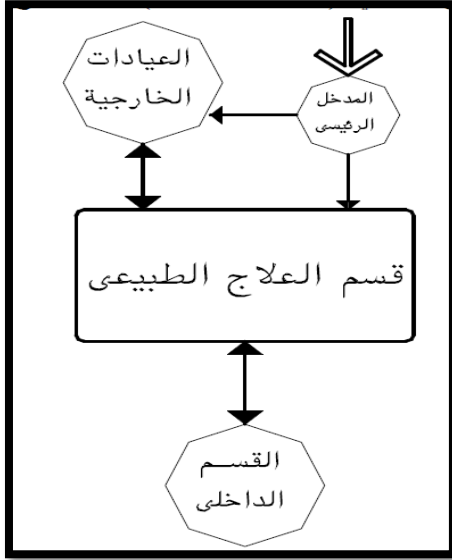 المدخل
الرئيسى
العيادات
الخارجية
قسم العلاج الطبيعى
القسم
الداخلى